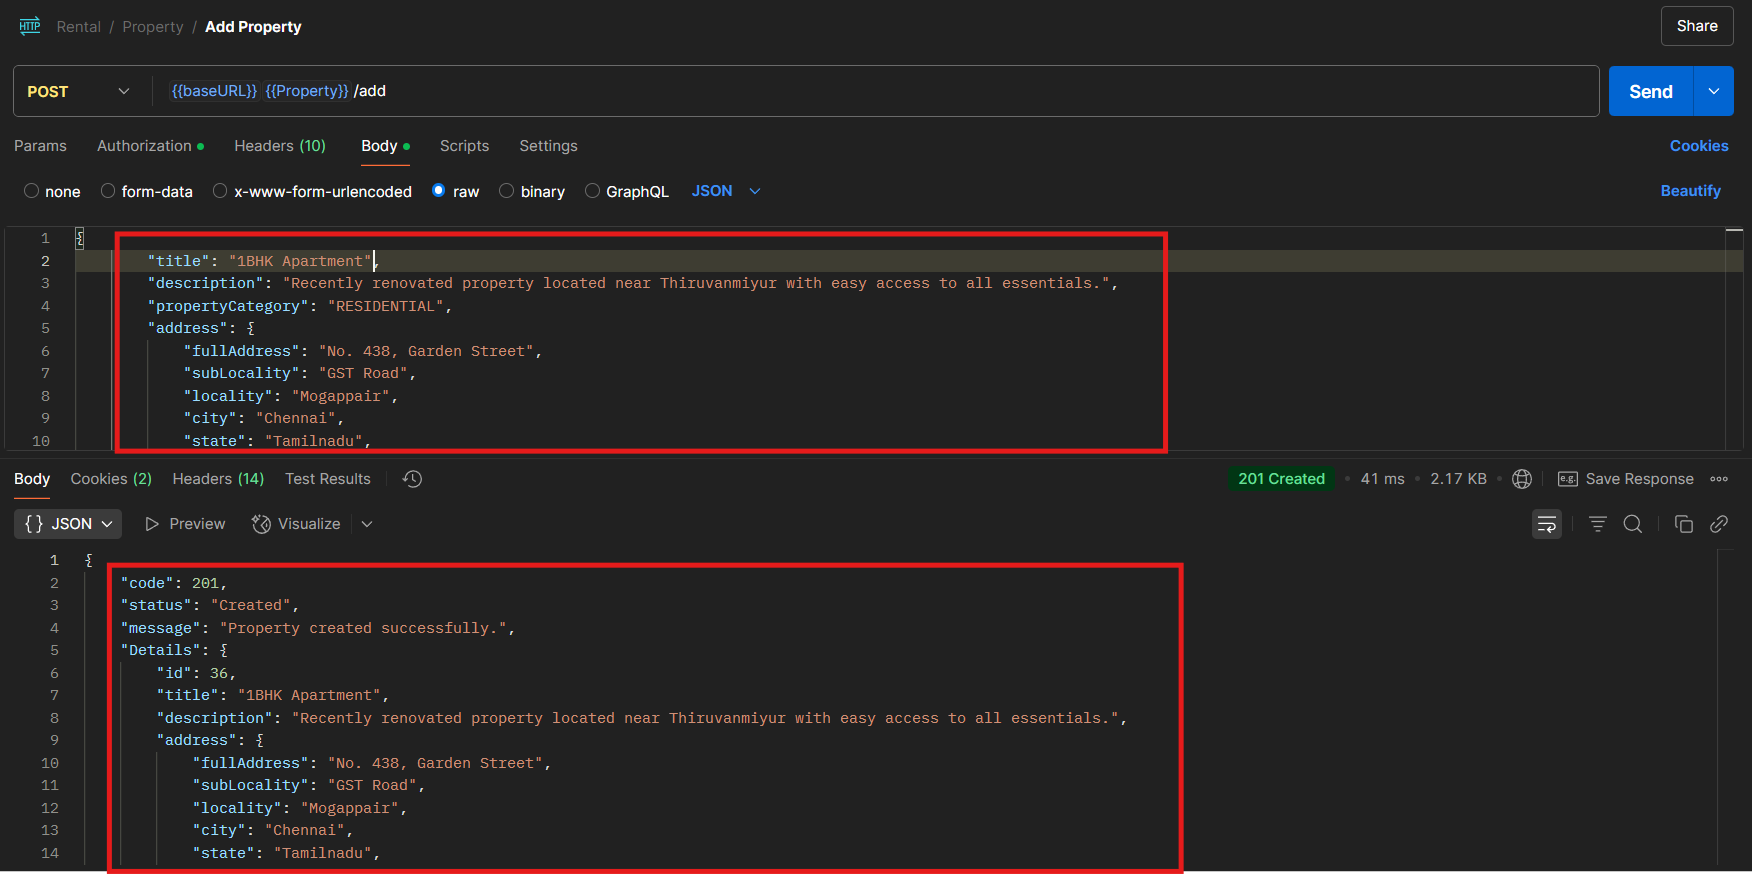 HTTP Rental / Property / Add Property Share
POST {{baseURL}} {{Property}} /add Send
Params Authorization Headers (10) Body Scripts Settings Cookies
none form-data x-www-form-urlencoded raw binary GraphQL JSON Beautify
1 {
2 "title": "1BHK Apartment",
3 "description": "Recently renovated property located near Thiruvanmiyur with easy access to all essentials.",
4 "propertyCategory": "RESIDENTIAL",
5 "address": {
6 "fullAddress": "No. 438, Garden Street",
7 "subLocality": "GST Road",
8 "locality": "Mogappair",
9 "city": "Chennai",
10 "state": "Tamilnadu",
Body Cookies (2) Headers (14) Test Results 201 Created • 41 ms • 2.17 KB • e.g. Save Response
{} JSON Preview Visualize
1 {
2 "code": 201,
3 "status": "Created",
4 "message": "Property created successfully.",
5 "Details": {
6 "id": 36,
7 "title": "1BHK Apartment",
8 "description": "Recently renovated property located near Thiruvanmiyur with easy access to all essentials.",
9 "address": {
10 "fullAddress": "No. 438, Garden Street",
11 "subLocality": "GST Road",
12 "locality": "Mogappair",
13 "city": "Chennai",
14 "state": "Tamilnadu",